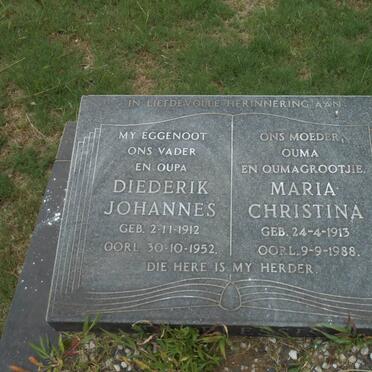 IN LIEFDEVOLLE HERINNERING AAN
MY EGGENOOT
ONS VADER
EN OUPA
DIEDERIK
JOHANNES
GEB. 2-11-1912
OORL. 30-10-1952.
ONS MOEDER,
OUMA
EN OUMAGROOTJIE.
MARIA
CHRISTINA
GEB. 24-4-1913
OORL. 9-9-1988.
DIE HERE IS MY HERDER.